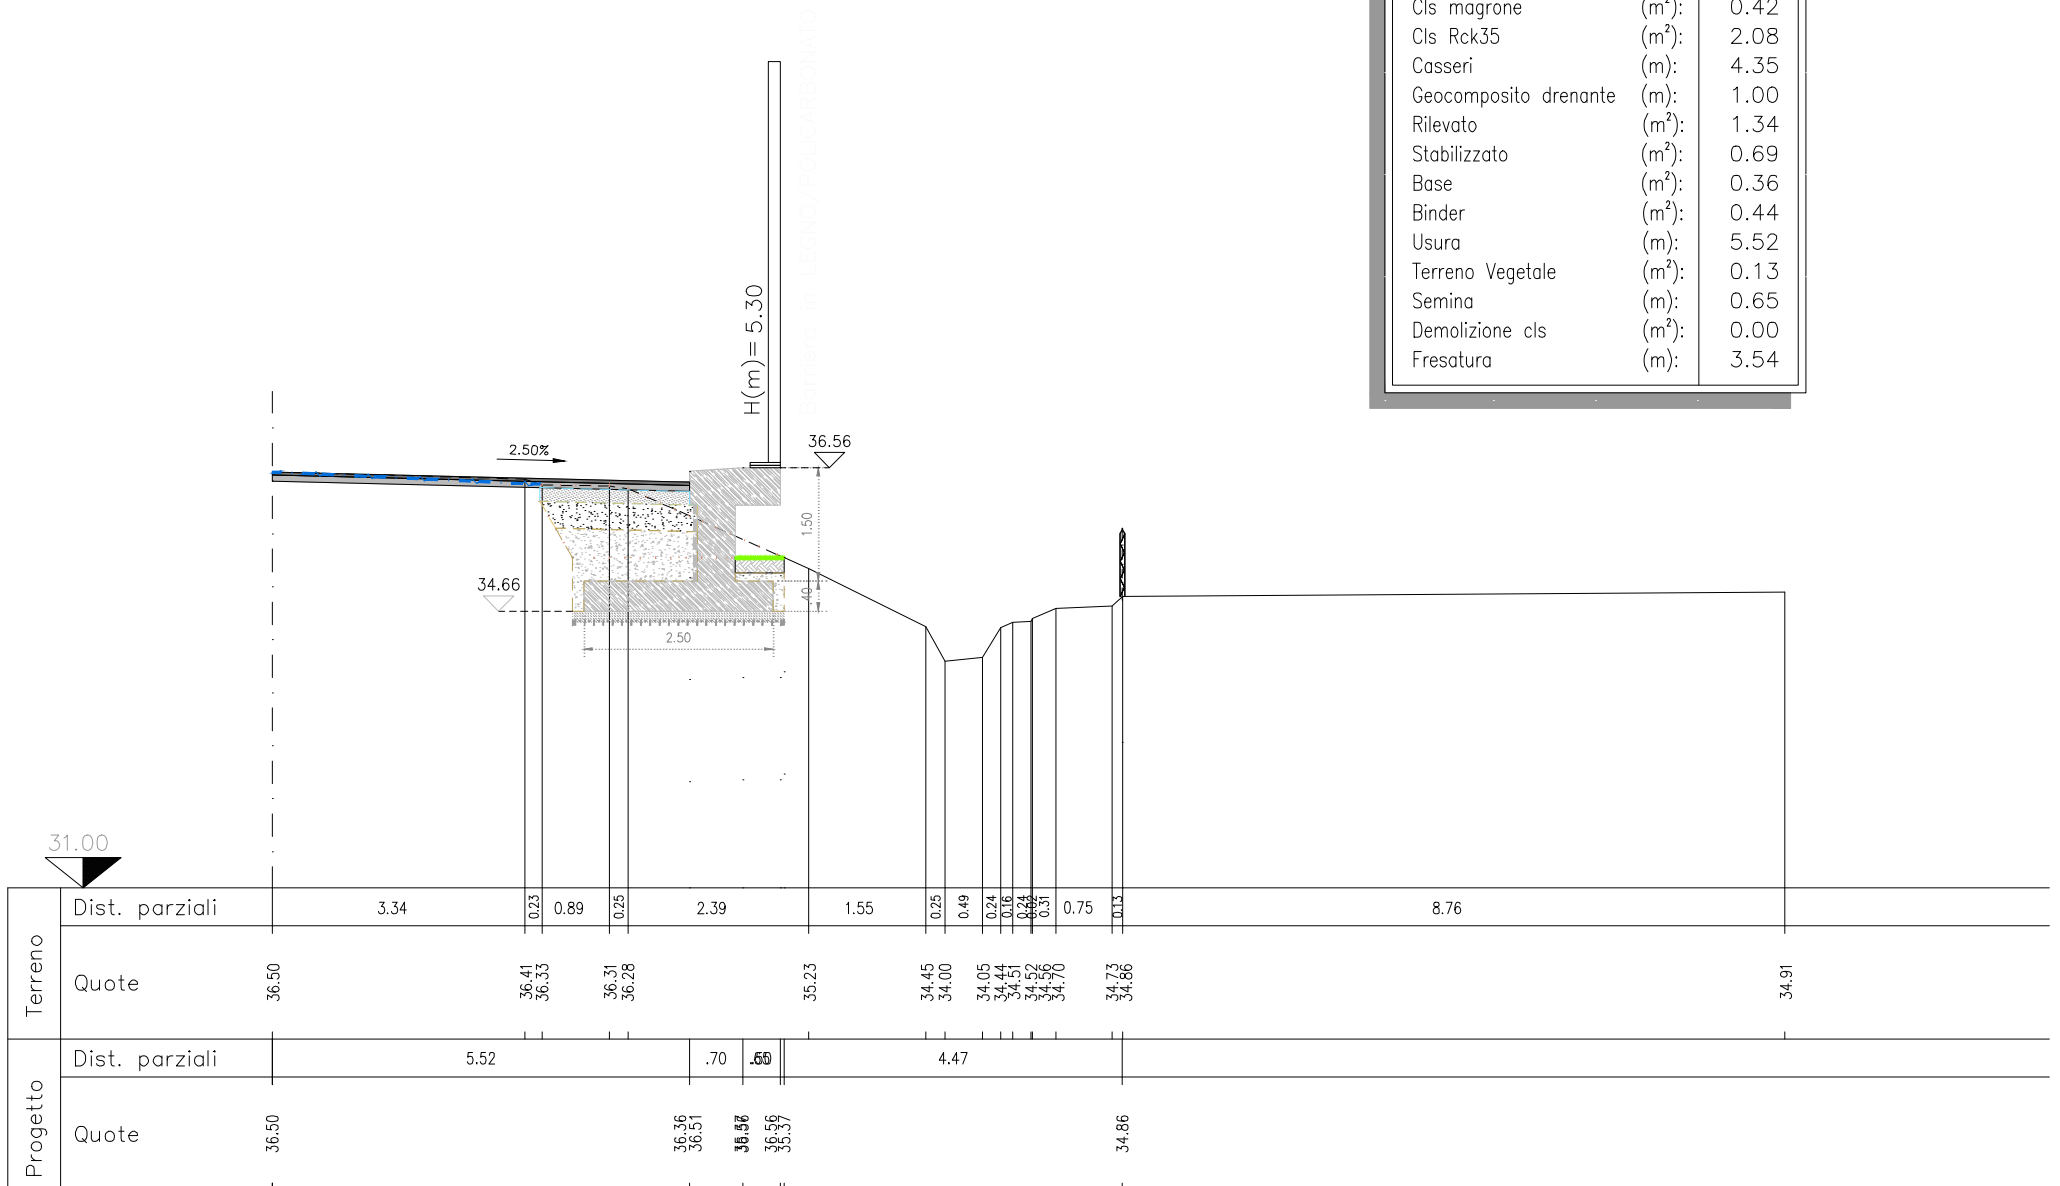 Cls magrone (m²): 0.42
Cls Rck35 (m²): 2.08
Casseri (m): 4.35
Geocomposito drenante (m): 1.00
Rilevato (m²): 1.34
Stabilizzato (m²): 0.69
Base (m²): 0.36
Binder (m²): 0.44
Usura (m): 5.52
Terreno Vegetale (m²): 0.13
Semina (m): 0.65
Demolizione cls (m²): 0.00
Fresatura (m): 3.54
H(m)= 5.30
2.50%
36.56
1.50
34.66
.40
2.50
31.00
Terreno
Dist. parziali 3.34 0.23 0.89 0.25 2.39 1.55 0.25 0.49 0.24 0.16 0.24 0.02 0.31 0.75 0.13 8.76
Quote 36.50 36.41 36.33 36.31 36.28 35.23 34.45 34.00 34.05 34.44 34.51 34.52 34.56 34.70 34.73 34.86 34.91
Progetto
Dist. parziali 5.52 .70 4.47
Quote 36.50 36.36 36.51 36.56 35.37 34.86